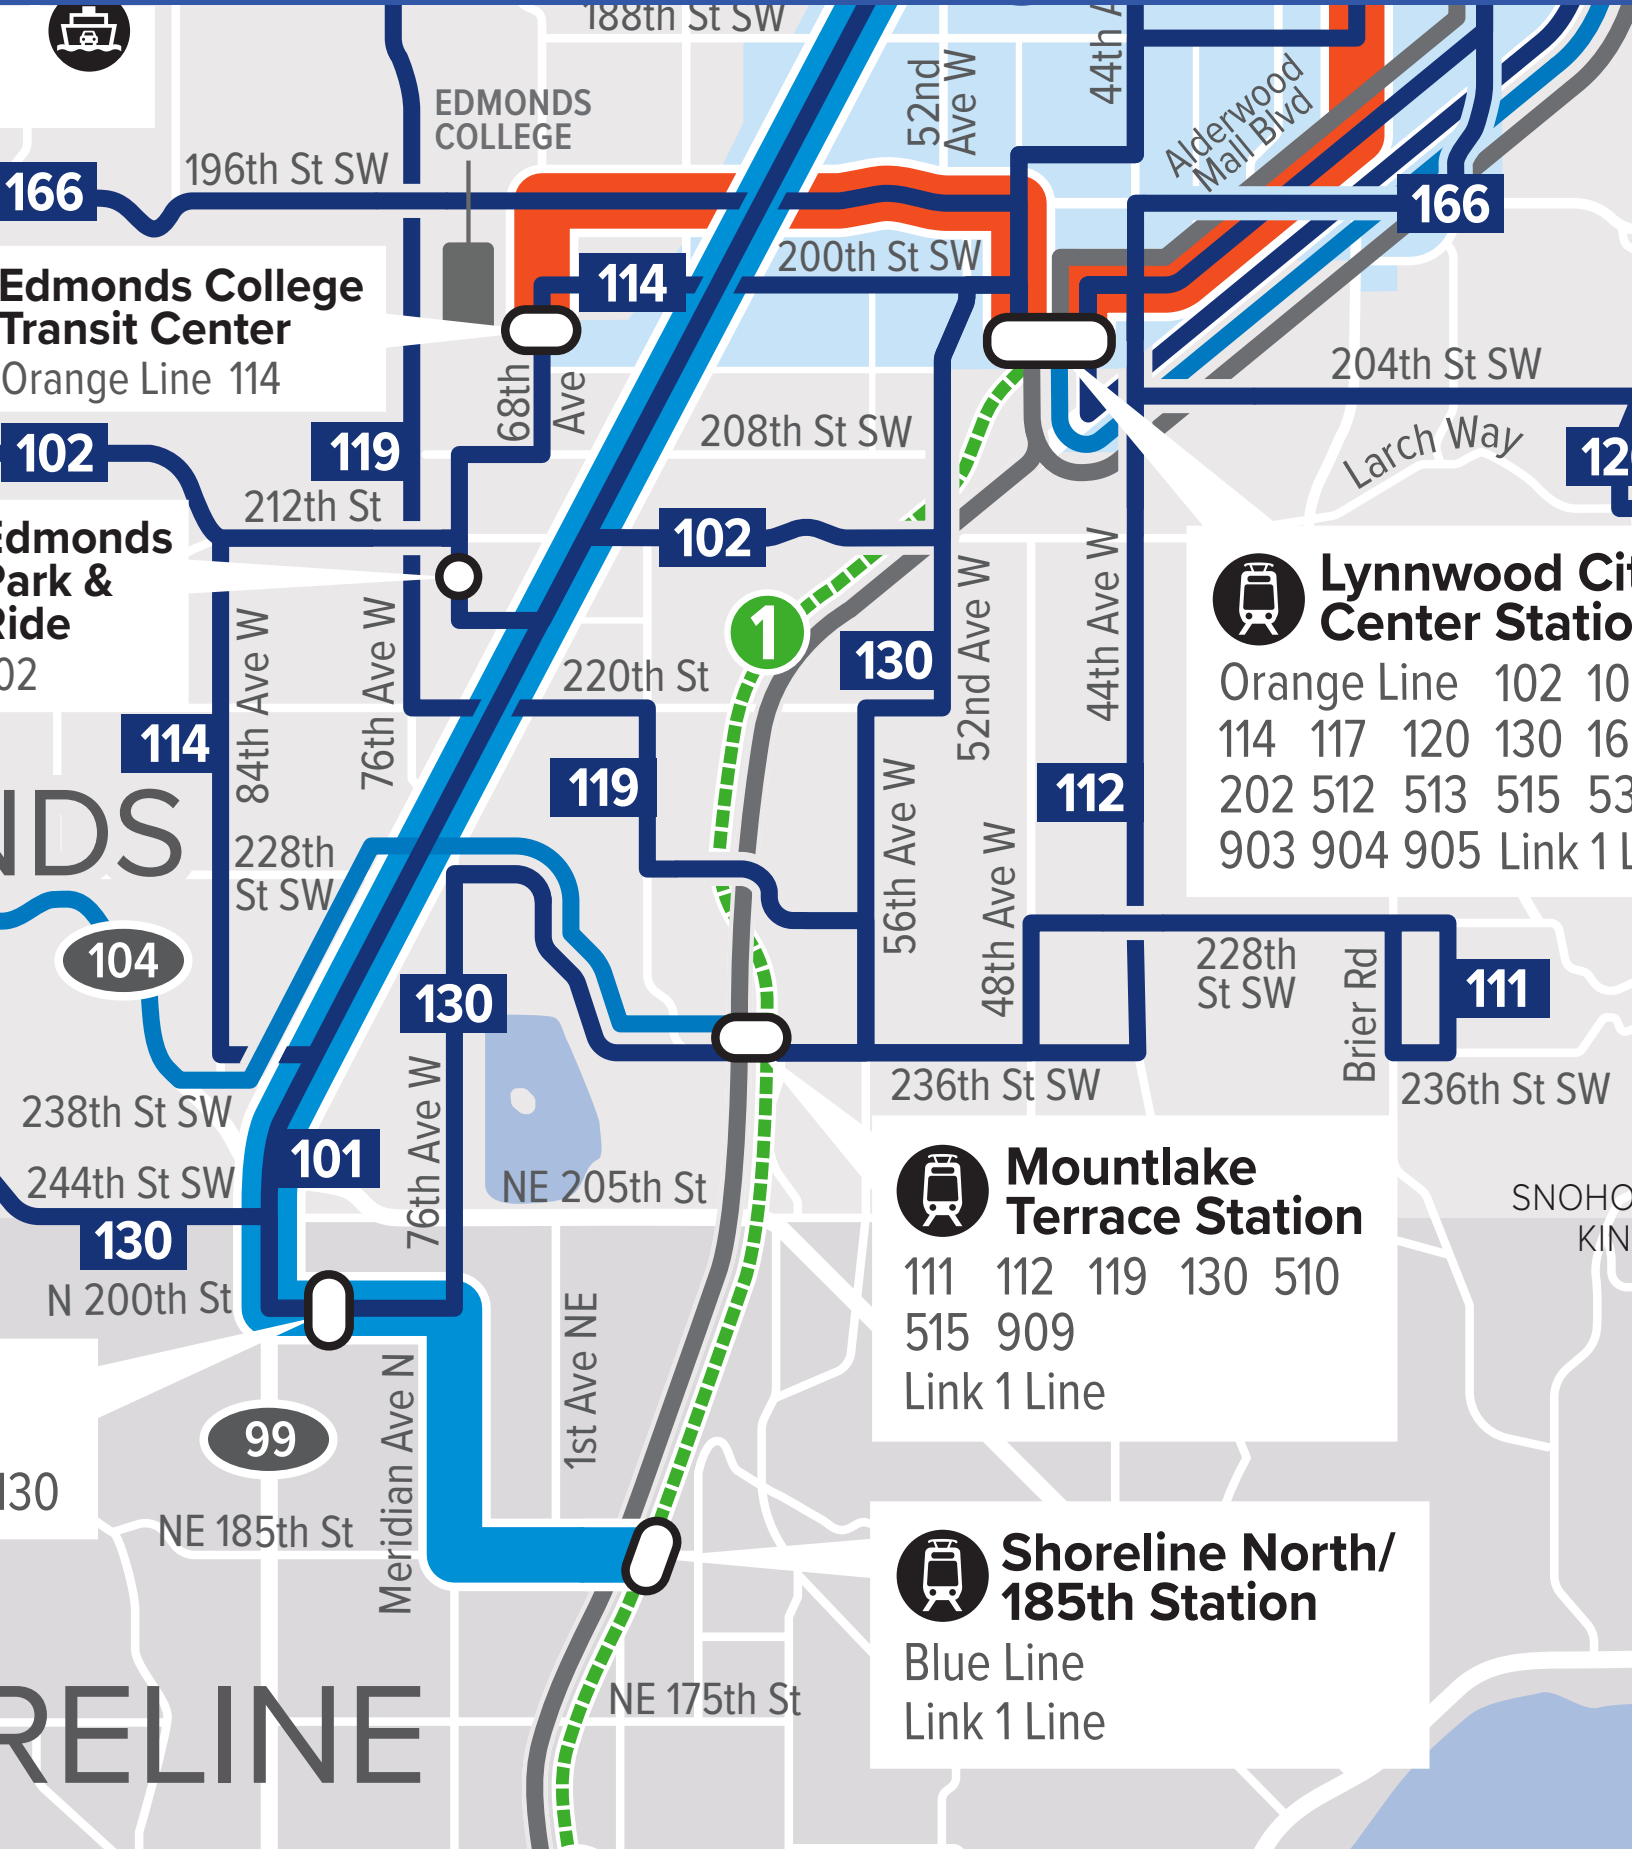 188th St SW
52nd
Ave W
44th A
Alderwood
Mall Blvd
EDMONDS
COLLEGE
196th St SW
166
166
200th St SW
114
Edmonds College
Transit Center
Orange Line 114
68th
Ave
204th St SW
208th St SW
Larch Way
102
119
212th St
102
Edmonds
Park &
Ride
02
84th Ave W
76th Ave W
1
130
220th St
52nd Ave W
44th Ave W
Lynnwood Cit
Center Statio
Orange Line 102 10
114 117 120 130 16
202 512 513 515 53
903 904 905 Link 1 L
114
119
112
NDS
228th
St SW
56th Ave W
48th Ave W
104
130
228th
St SW
Brier Rd
111
236th St SW
236th St SW
238th St SW
101
76th Ave W
244th St SW
NE 205th St
130
N 200th St
Mountlake
Terrace Station
111 112 119 130 510
515 909
Link 1 Line
SNOHO
KIN
1st Ave NE
Meridian Ave N
99
130
NE 185th St
Shoreline North/
185th Station
Blue Line
Link 1 Line
NE 175th St
RELINE